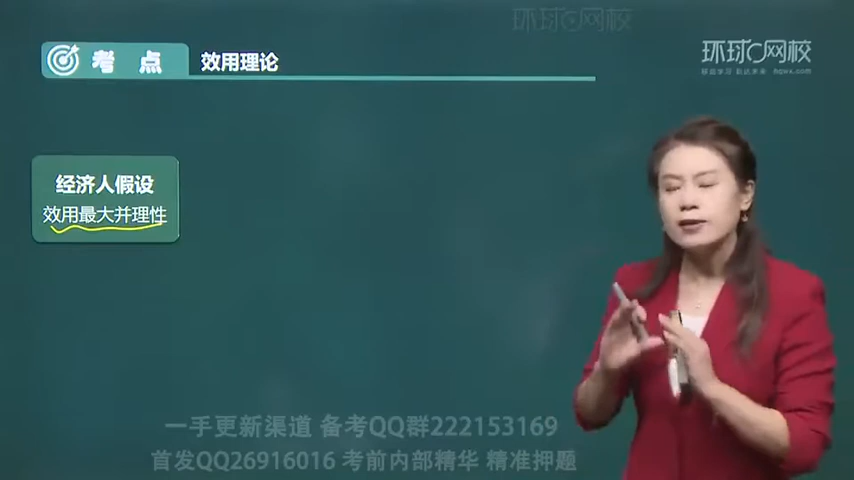 环球网校
考 点
效用理论
环球网校
hqwx.com
经济人假设
效用最大并理性
一手更新渠道 备考QQ群222153169
首发QQ26916016 考前内部精华 精准押题